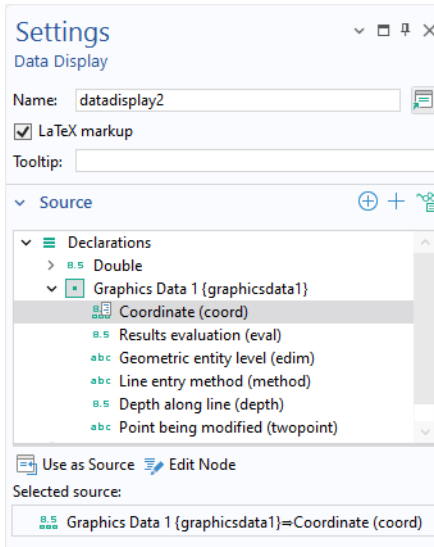 Settings
Data Display
Name: datadisplay2
LaTeX markup
Tooltip:
Source
Declarations
8.5 Double
Graphics Data 1 {graphicsdata1}
8.5 Coordinate (coord)
8.5 Results evaluation (eval)
abc Geometric entity level (edim)
abc Line entry method (method)
8.5 Depth along line (depth)
abc Point being modified (twopoint)
Use as Source Edit Node
Selected source:
8.5 Graphics Data 1 {graphicsdata1}⇒Coordinate (coord)